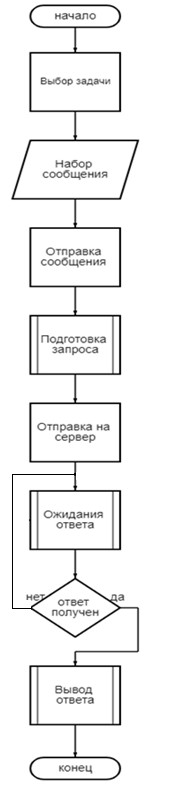 начало
Выбор задачи
Набор
сообщения
Отправка
сообщения
Подготовка
запроса
Отправка на
сервер
Ожидания
ответа
нет
да
ответ
получен
Вывод
ответа
конец